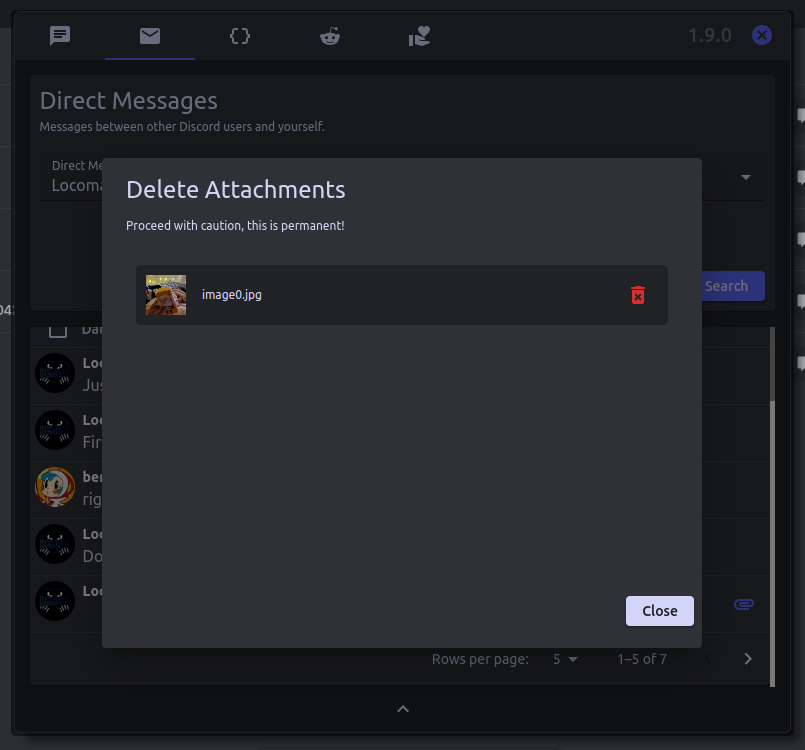 1.9.0
Direct Messages
Messages between other Discord users and yourself.
Direct Me
Locoma
Delete Attachments
Proceed with caution, this is permanent!
image0.jpg
Search
Dat
Loc
Jus
Loc
Fir
ber
rig
Loc
Do
Loc
Close
Rows per page: 5 1–5 of 7